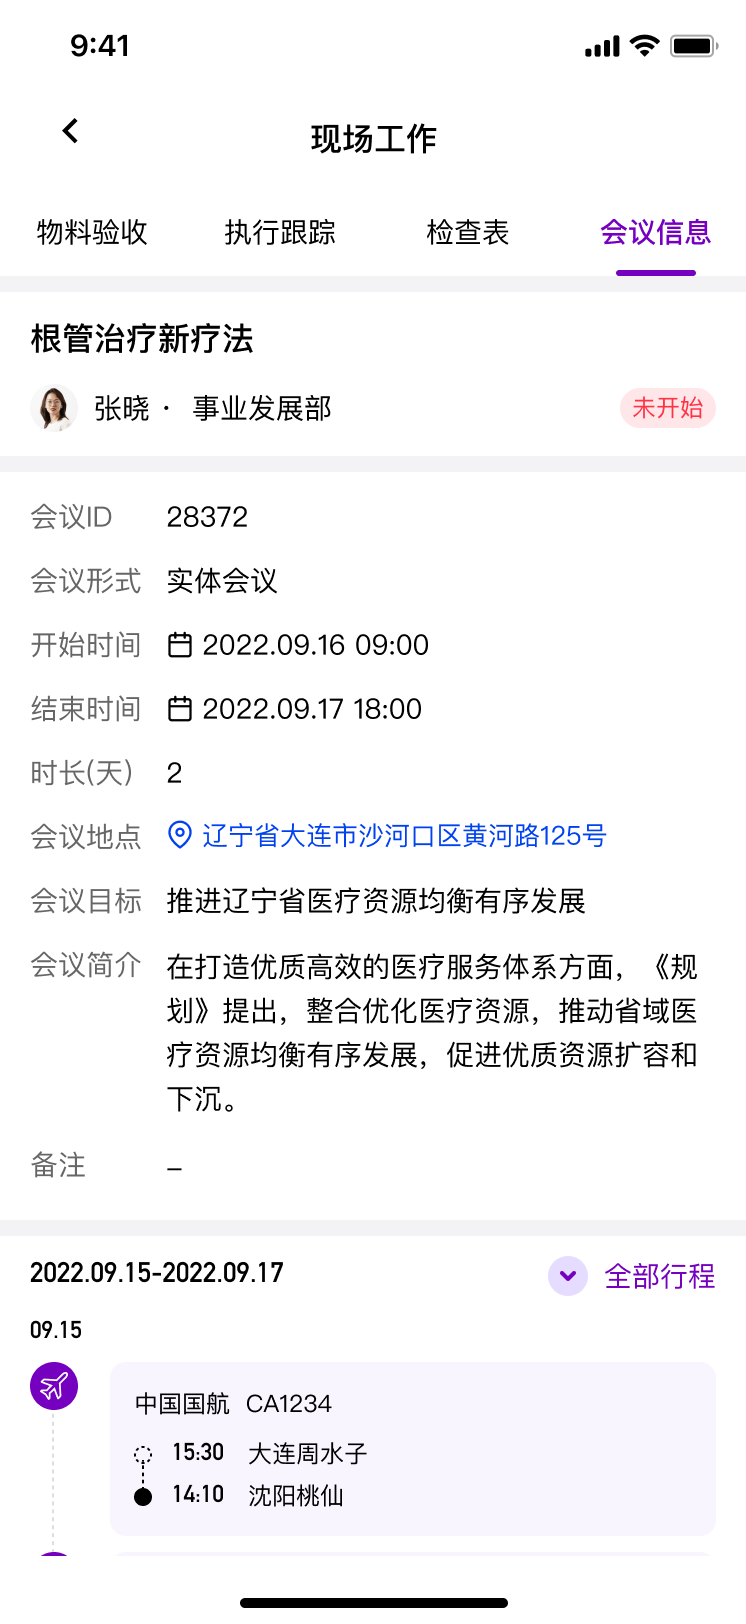 9:41
现场工作
物料验收 执行跟踪 检查表 会议信息
根管治疗新疗法
张晓 · 事业发展部 未开始
会议ID 28372
会议形式 实体会议
开始时间 2022.09.16 09:00
结束时间 2022.09.17 18:00
时长(天) 2
会议地点 辽宁省大连市沙河口区黄河路125号
会议目标 推进辽宁省医疗资源均衡有序发展
会议简介 在打造优质高效的医疗服务体系方面，《规
划》提出，整合优化医疗资源，推动省域医
疗资源均衡有序发展，促进优质资源扩容和
下沉。
备注 –
2022.09.15-2022.09.17 全部行程
09.15
中国国航 CA1234
15:30 大连周水子
14:10 沈阳桃仙